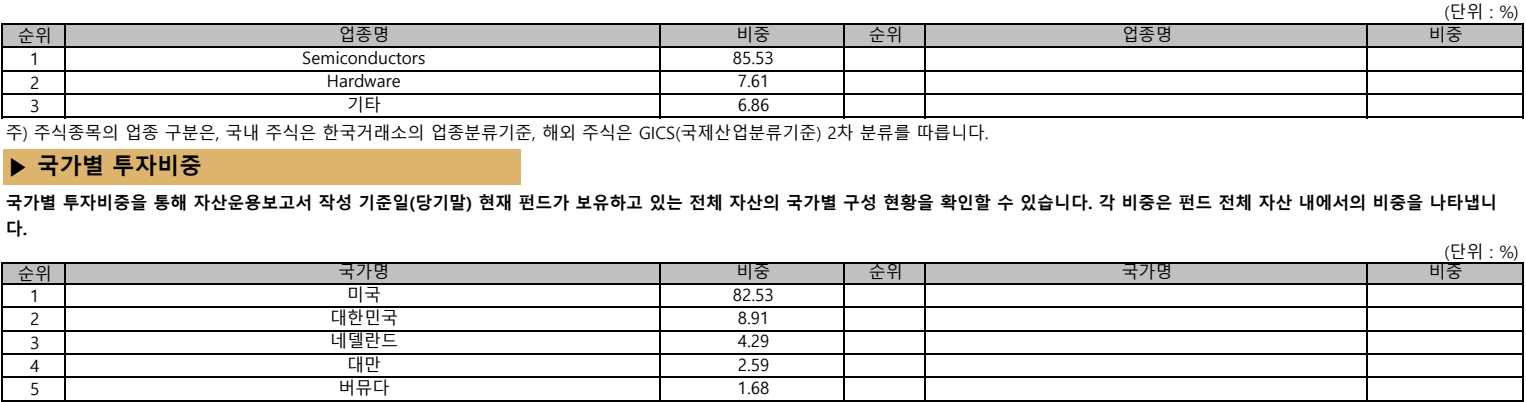 (단위 : %)
순위 업종명 비중 순위 업종명 비중
1 Semiconductors 85.53
2 Hardware 7.61
3 기타 6.86
주) 주식종목의 업종 구분은, 국내 주식은 한국거래소의 업종분류기준, 해외 주식은 GICS(국제산업분류기준) 2차 분류를 따릅니다.
▶ 국가별 투자비중
국가별 투자비중을 통해 자산운용보고서 작성 기준일(당기말) 현재 펀드가 보유하고 있는 전체 자산의 국가별 구성 현황을 확인할 수 있습니다. 각 비중은 펀드 전체 자산 내에서의 비중을 나타냅니
다.
(단위 : %)
순위 국가명 비중 순위 국가명 비중
1 미국 82.53
2 대한민국 8.91
3 네델란드 4.29
4 대만 2.59
5 버뮤다 1.68